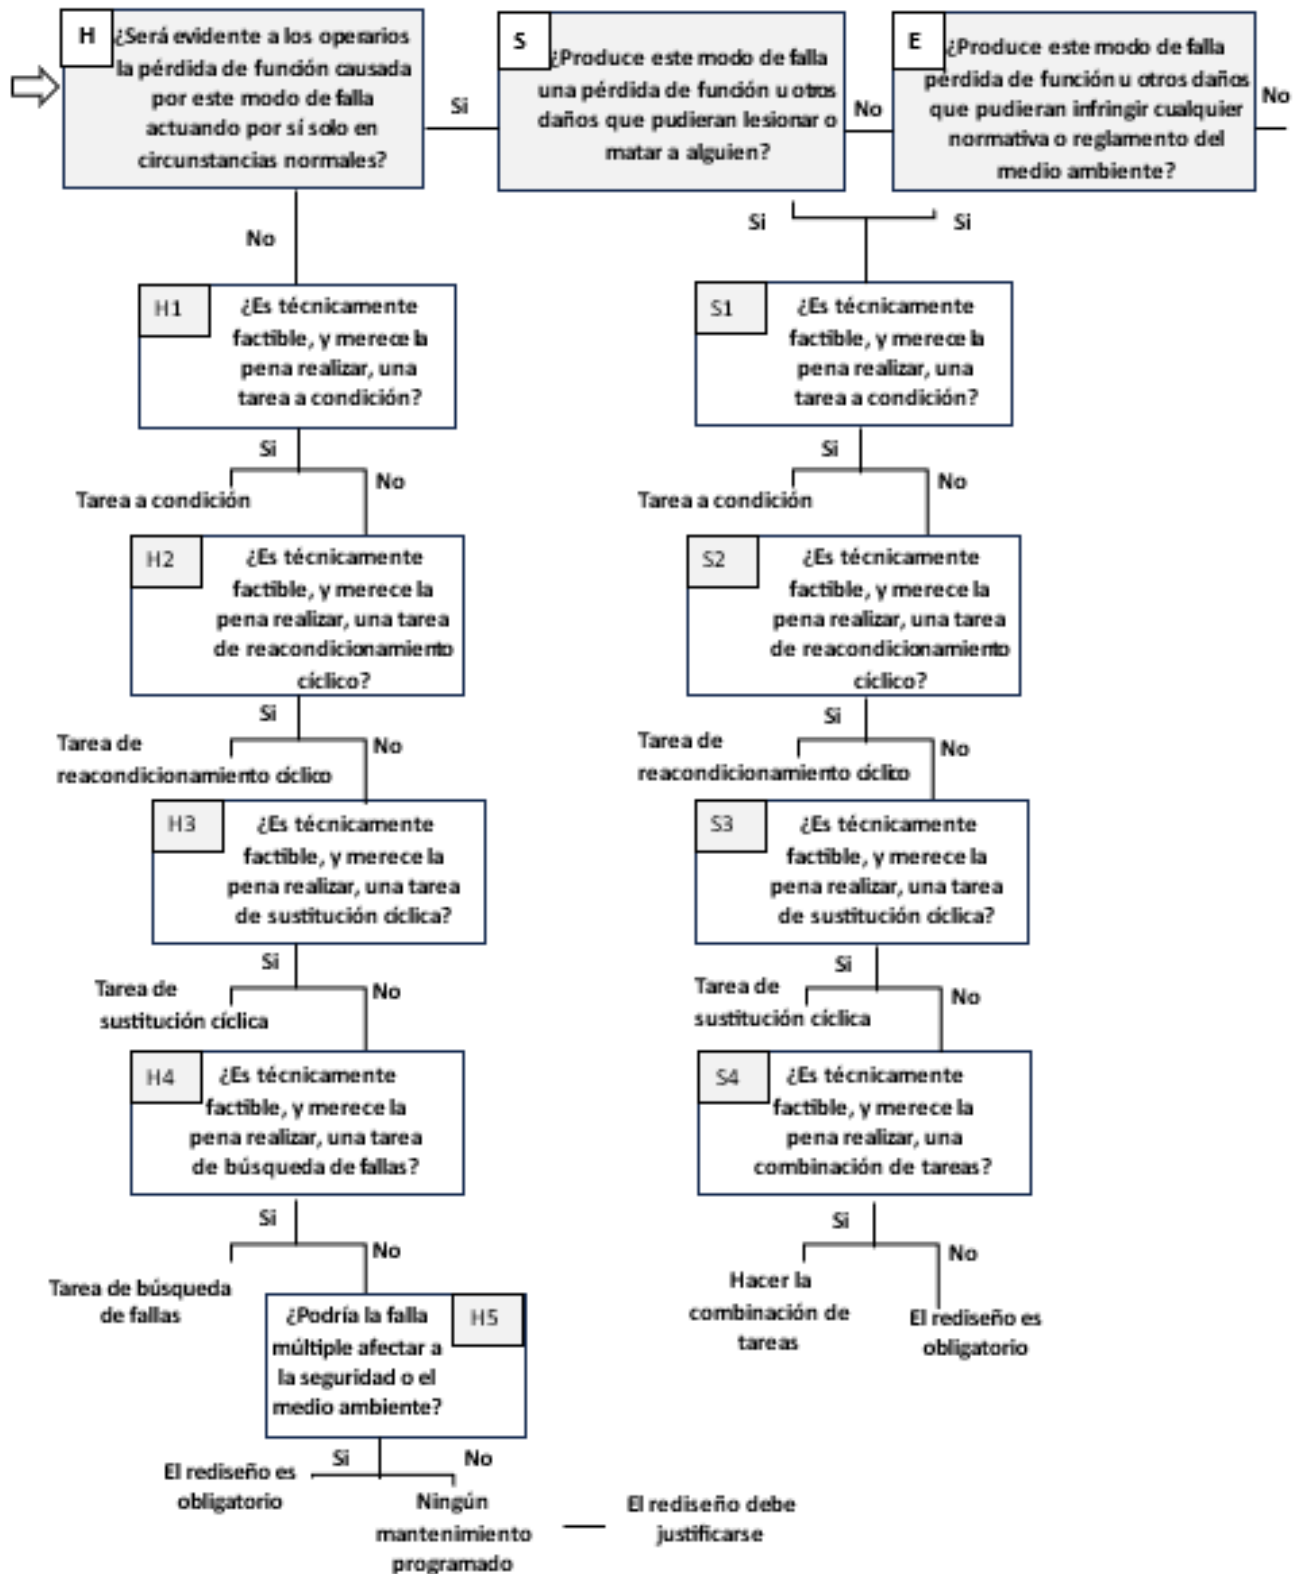 H
¿Será evidente a los operarios
la pérdida de función causada
por este modo de falla
actuando por sí solo en
circunstancias normales?
Si
S
¿Produce este modo de falla
una pérdida de función u otros
daños que pudieran lesionar o
matar a alguien?
No
E
¿Produce este modo de falla
pérdida de función u otros daños
que pudieran infringir cualquier
normativa o reglamento del
medio ambiente?
No
No
Si
Si
H1
¿Es técnicamente
factible, y merece la
pena realizar, una
tarea a condición?
Si
No
Tarea a condición
H2
¿Es técnicamente
factible, y merece la
pena realizar, una tarea
de reacondicionamiento
cíclico?
Si
No
Tarea de
reacondicionamiento cíclico
H3
¿Es técnicamente
factible, y merece la
pena realizar, una tarea
de sustitución cíclica?
Si
No
Tarea de
sustitución cíclica
H4
¿Es técnicamente
factible, y merece la
pena realizar, una tarea
de búsqueda de fallas?
Si
No
Tarea de búsqueda
de fallas
H5
¿Podría la falla
múltiple afectar a
la seguridad o el
medio ambiente?
Si
No
El rediseño es
obligatorio
Ningún
mantenimiento
programado
El rediseño debe
justificarse
S1
¿Es técnicamente
factible, y merece la
pena realizar, una
tarea a condición?
Si
No
Tarea a condición
S2
¿Es técnicamente
factible, y merece la
pena realizar, una tarea
de reacondicionamiento
cíclico?
Si
No
Tarea de
reacondicionamiento cíclico
S3
¿Es técnicamente
factible, y merece la
pena realizar, una tarea
de sustitución cíclica?
Si
No
Tarea de
sustitución cíclica
S4
¿Es técnicamente
factible, y merece la
pena realizar, una
combinación de tareas?
Si
No
Hacer la
combinación de
tareas
El rediseño es
obligatorio